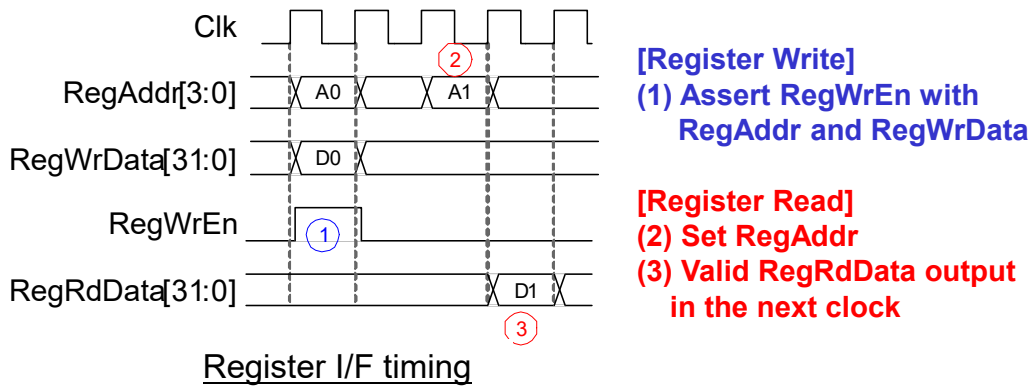 Clk
2
RegAddr[3:0] A0 A1
RegWrData[31:0] D0
RegWrEn 1
RegRdData[31:0] D1
3
Register I/F timing
[Register Write]
(1) Assert RegWrEn with
RegAddr and RegWrData
[Register Read]
(2) Set RegAddr
(3) Valid RegRdData output
in the next clock